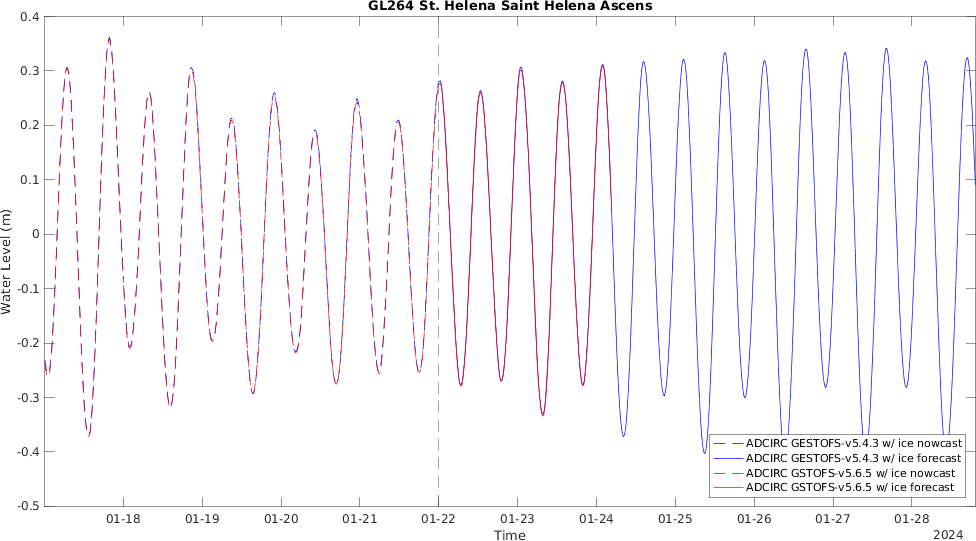 GL264 St. Helena Saint Helena Ascens
0.4
0.3
0.2
0.1
0
-0.1
-0.2
-0.3
-0.4
-0.5
Water Level (m)
01-18 01-19 01-20 01-21 01-22 01-23 01-24 01-25 01-26 01-27 01-28
Time
2024
ADCIRC GESTOFS-v5.4.3 w/ ice nowcast
ADCIRC GESTOFS-v5.4.3 w/ ice forecast
ADCIRC GSTOFS-v5.6.5 w/ ice nowcast
ADCIRC GSTOFS-v5.6.5 w/ ice forecast